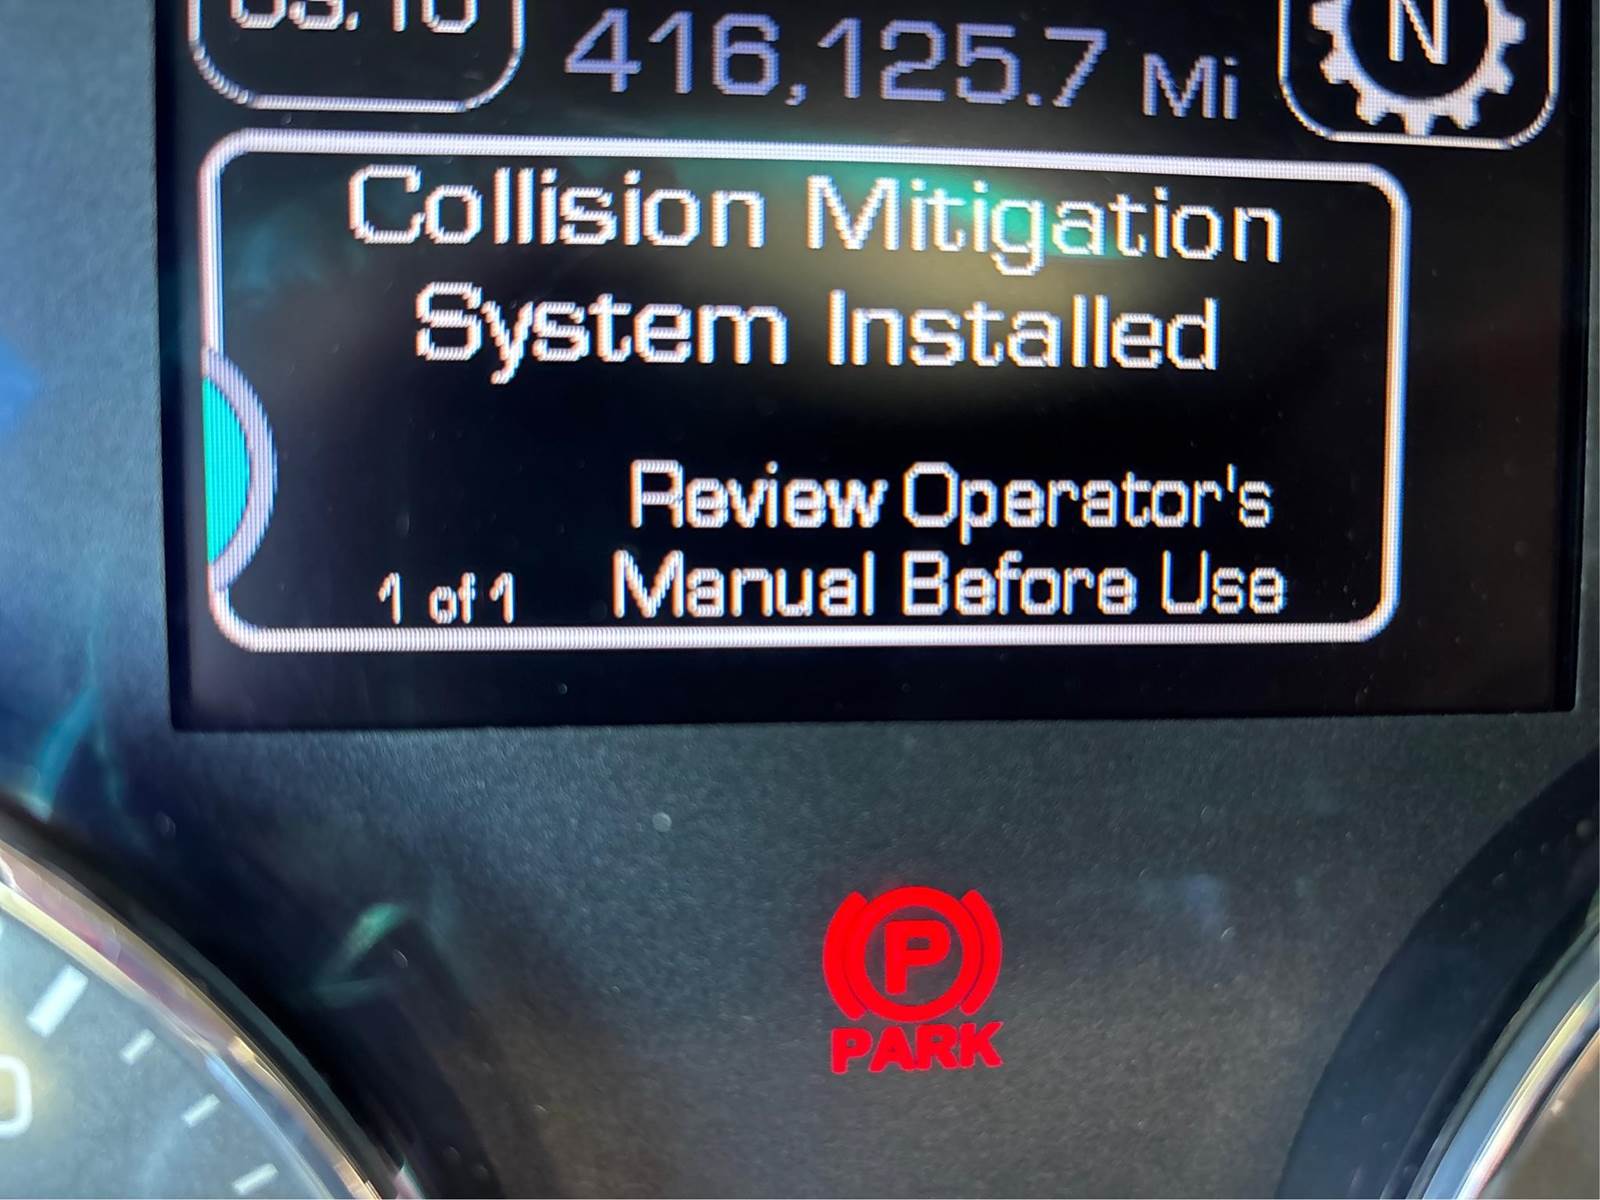 416,125.7 Mi
N
Collision Mitigation
System Installed
Review Operator's
1 of 1 Manual Before Use
P
PARK